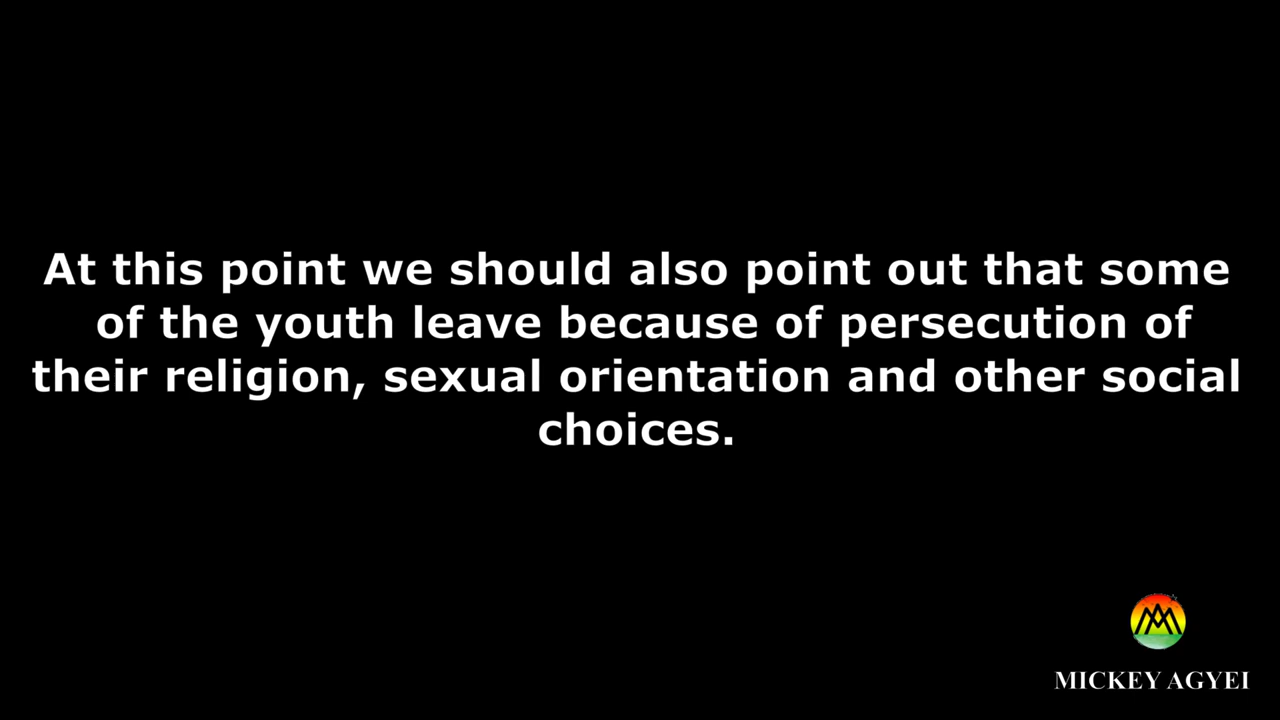 At this point we should also point out that some
of the youth leave because of persecution of
their religion, sexual orientation and other social
choices.
MICKEY AGYEI